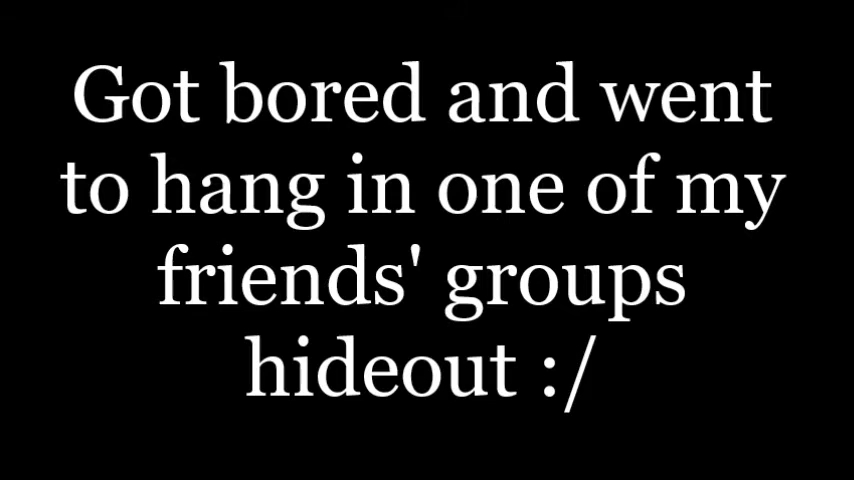 Got bored and went
to hang in one of my
friends' groups
hideout :/